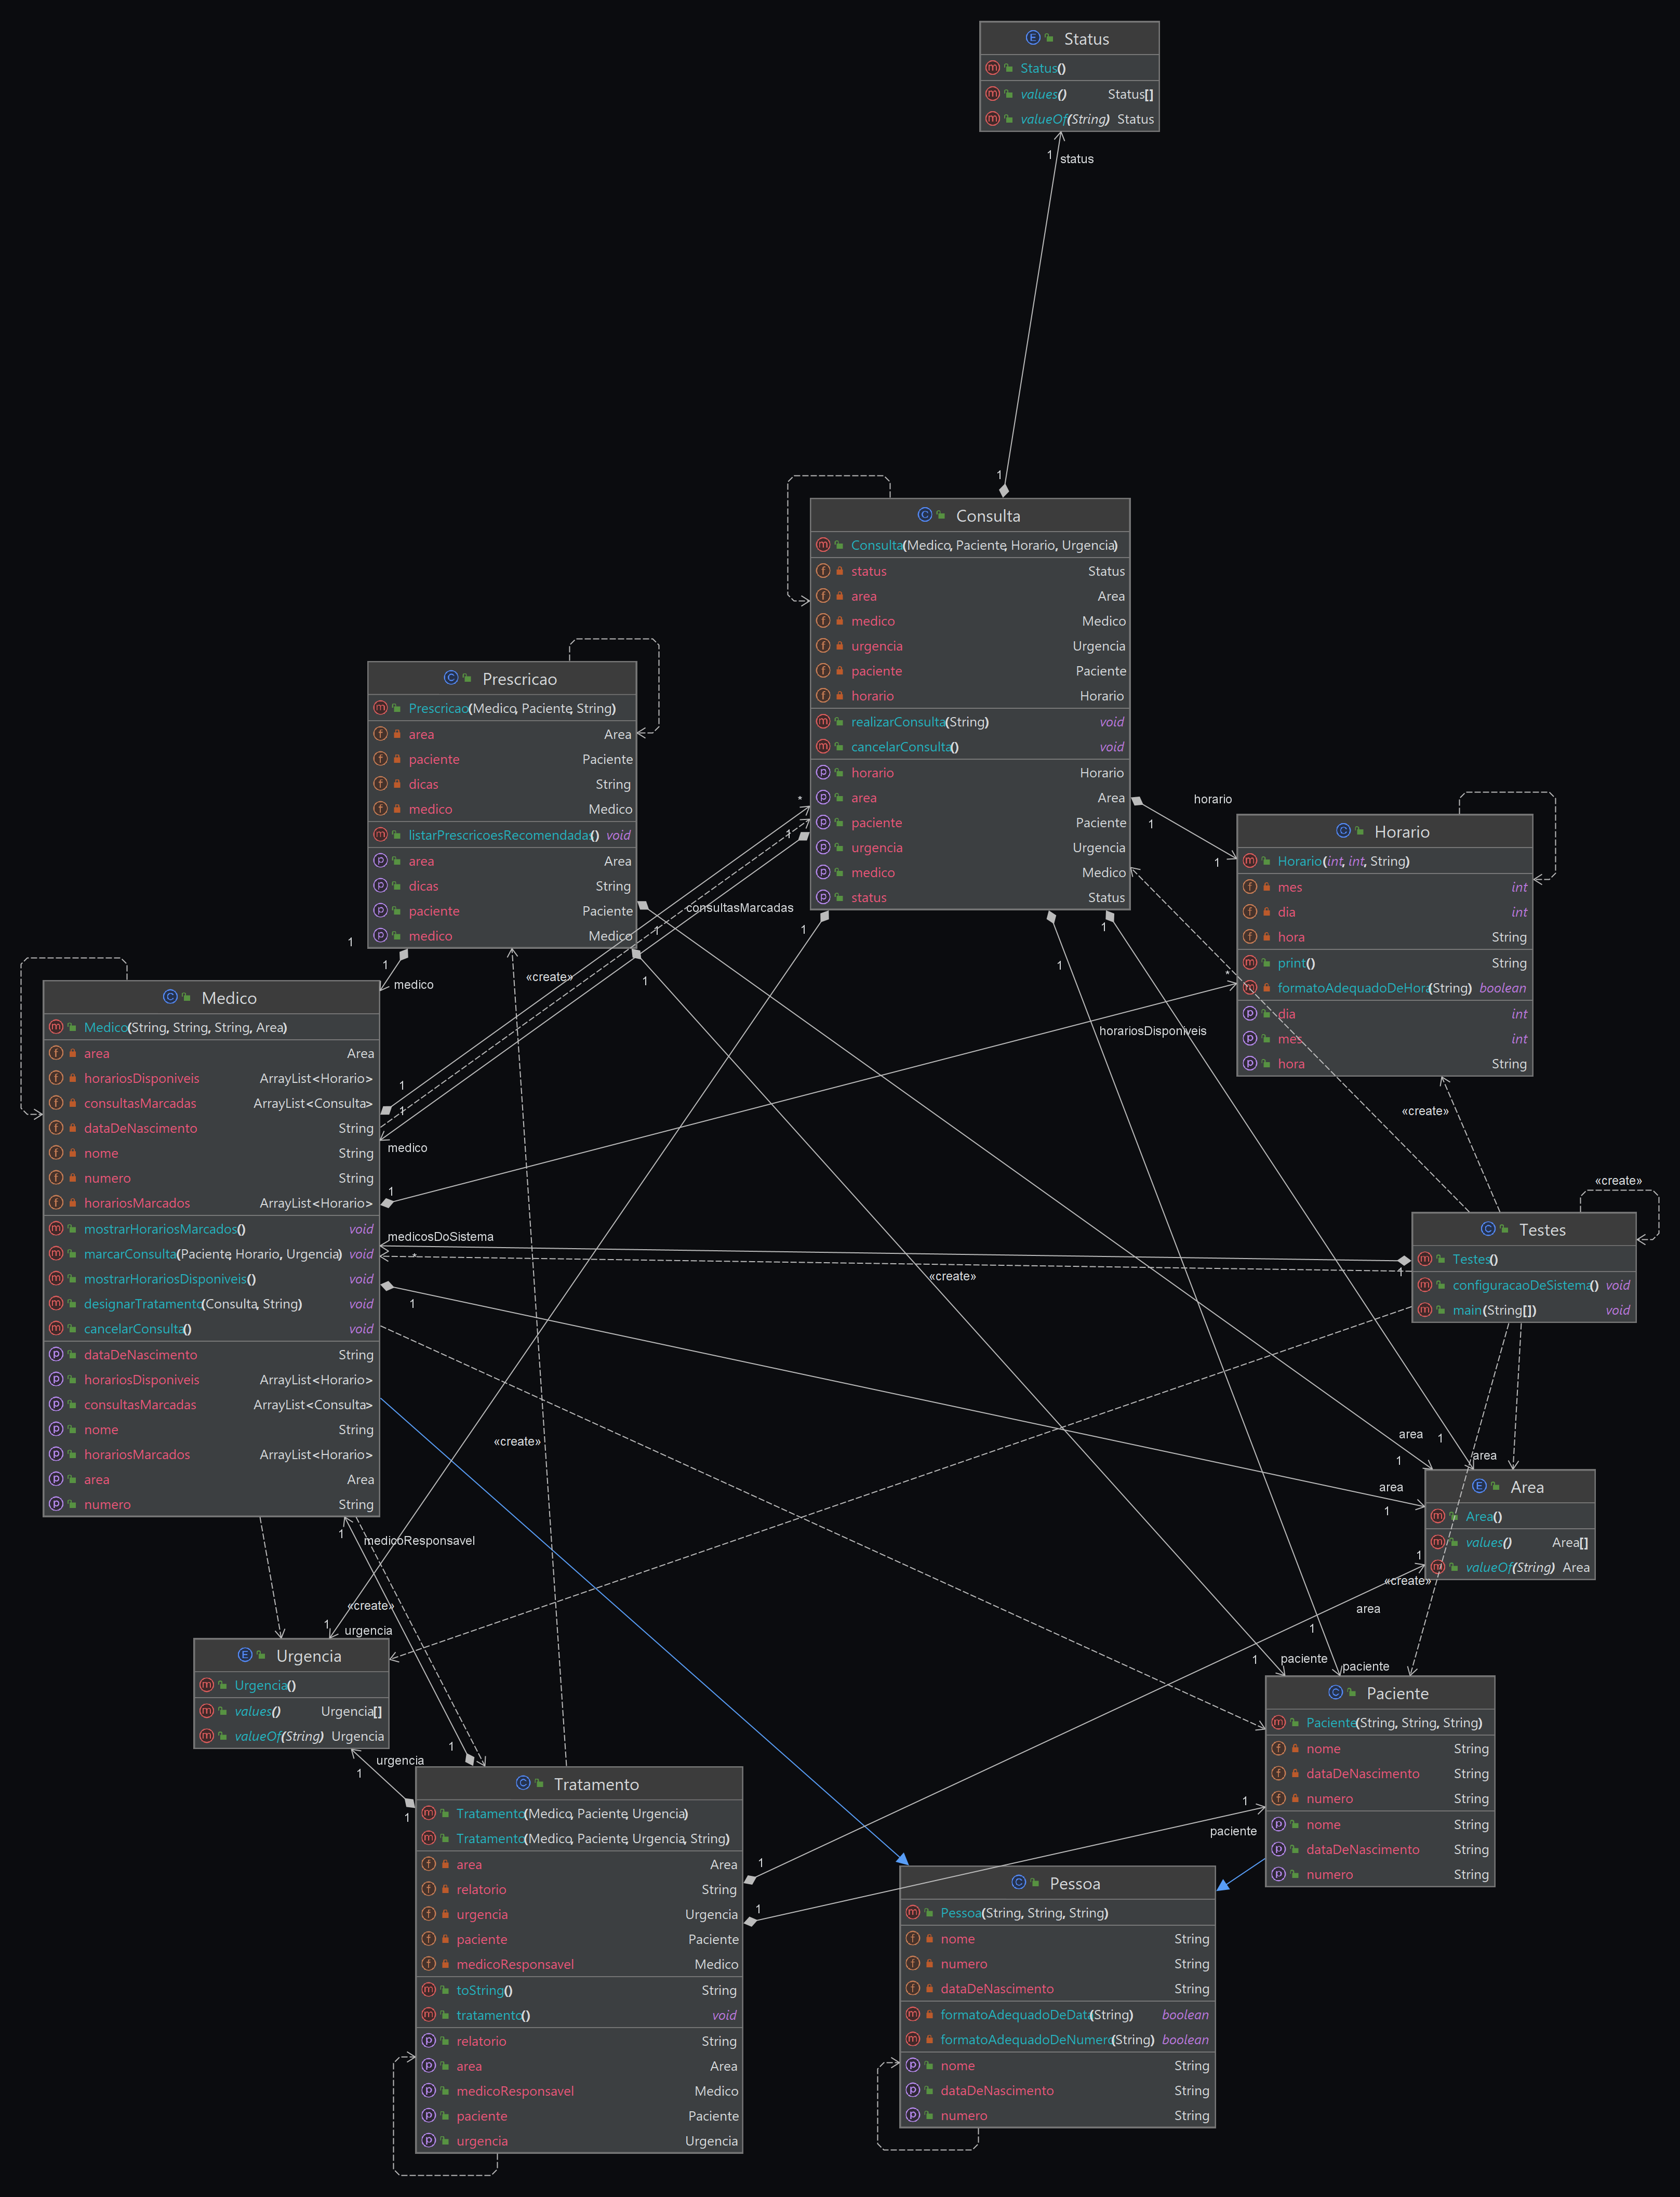 Status
Status()
values() Status[]
valueOf(String) Status
1
status
1
Consulta
Consulta(Medico, Paciente, Horario, Urgencia)
status Status
area Area
medico Medico
urgencia Urgencia
paciente Paciente
horario Horario
realizarConsulta(String) void
cancelarConsulta() void
horario Horario
area Area
paciente Paciente
urgencia Urgencia
medico Medico
status Status
Prescricao
Prescricao(Medico, Paciente, String)
area Area
paciente Paciente
dicas String
medico Medico
listarPrescricoesRecomendadas() void
area Area
dicas String
paciente Paciente
medico Medico
horario
1
1
*
1
consultasMarcadas
1
1
1
1
Horario
Horario(int, int, String)
mes int
dia int
hora String
print() String
formatoAdequadoDeHora(String) boolean
dia int
mes int
hora String
1
1
medico
«create»
1
1
*
horariosDisponiveis
Medico
Medico(String, String, String, Area)
area Area
horariosDisponiveis ArrayList<Horario>
consultasMarcadas ArrayList<Consulta>
dataDeNascimento String
nome String
numero String
horariosMarcados ArrayList<Horario>
mostrarHorariosMarcados() void
marcarConsulta(Paciente, Horario, Urgencia) void
mostrarHorariosDisponiveis() void
designarTratamento(Consulta, String) void
cancelarConsulta() void
dataDeNascimento String
horariosDisponiveis ArrayList<Horario>
consultasMarcadas ArrayList<Consulta>
nome String
horariosMarcados ArrayList<Horario>
area Area
numero String
1
1
medico
1
medicosDoSistema
*
1
«create»
«create»
«create»
Testes
Testes()
configuracaoDeSistema() void
main(String[]) void
1
«create»
area
1
1
area
area
1
Area
Area()
values() Area[]
valueOf(String) Area
1
«create»
area
1
medicoResponsavel
«create»
1
urgencia
Urgencia
Urgencia()
values() Urgencia[]
valueOf(String) Urgencia
1
urgencia
1
1
1
1
paciente
paciente
Paciente
Paciente(String, String, String)
nome String
dataDeNascimento String
numero String
nome String
dataDeNascimento String
numero String
1
paciente
Tratamento
Tratamento(Medico, Paciente, Urgencia)
Tratamento(Medico, Paciente, Urgencia, String)
area Area
relatorio String
urgencia Urgencia
paciente Paciente
medicoResponsavel Medico
toString() String
tratamento() void
relatorio String
area Area
medicoResponsavel Medico
paciente Paciente
urgencia Urgencia
1
1
Pessoa
Pessoa(String, String, String)
nome String
numero String
dataDeNascimento String
formatoAdequadoDeData(String) boolean
formatoAdequadoDeNumero(String) boolean
nome String
dataDeNascimento String
numero String